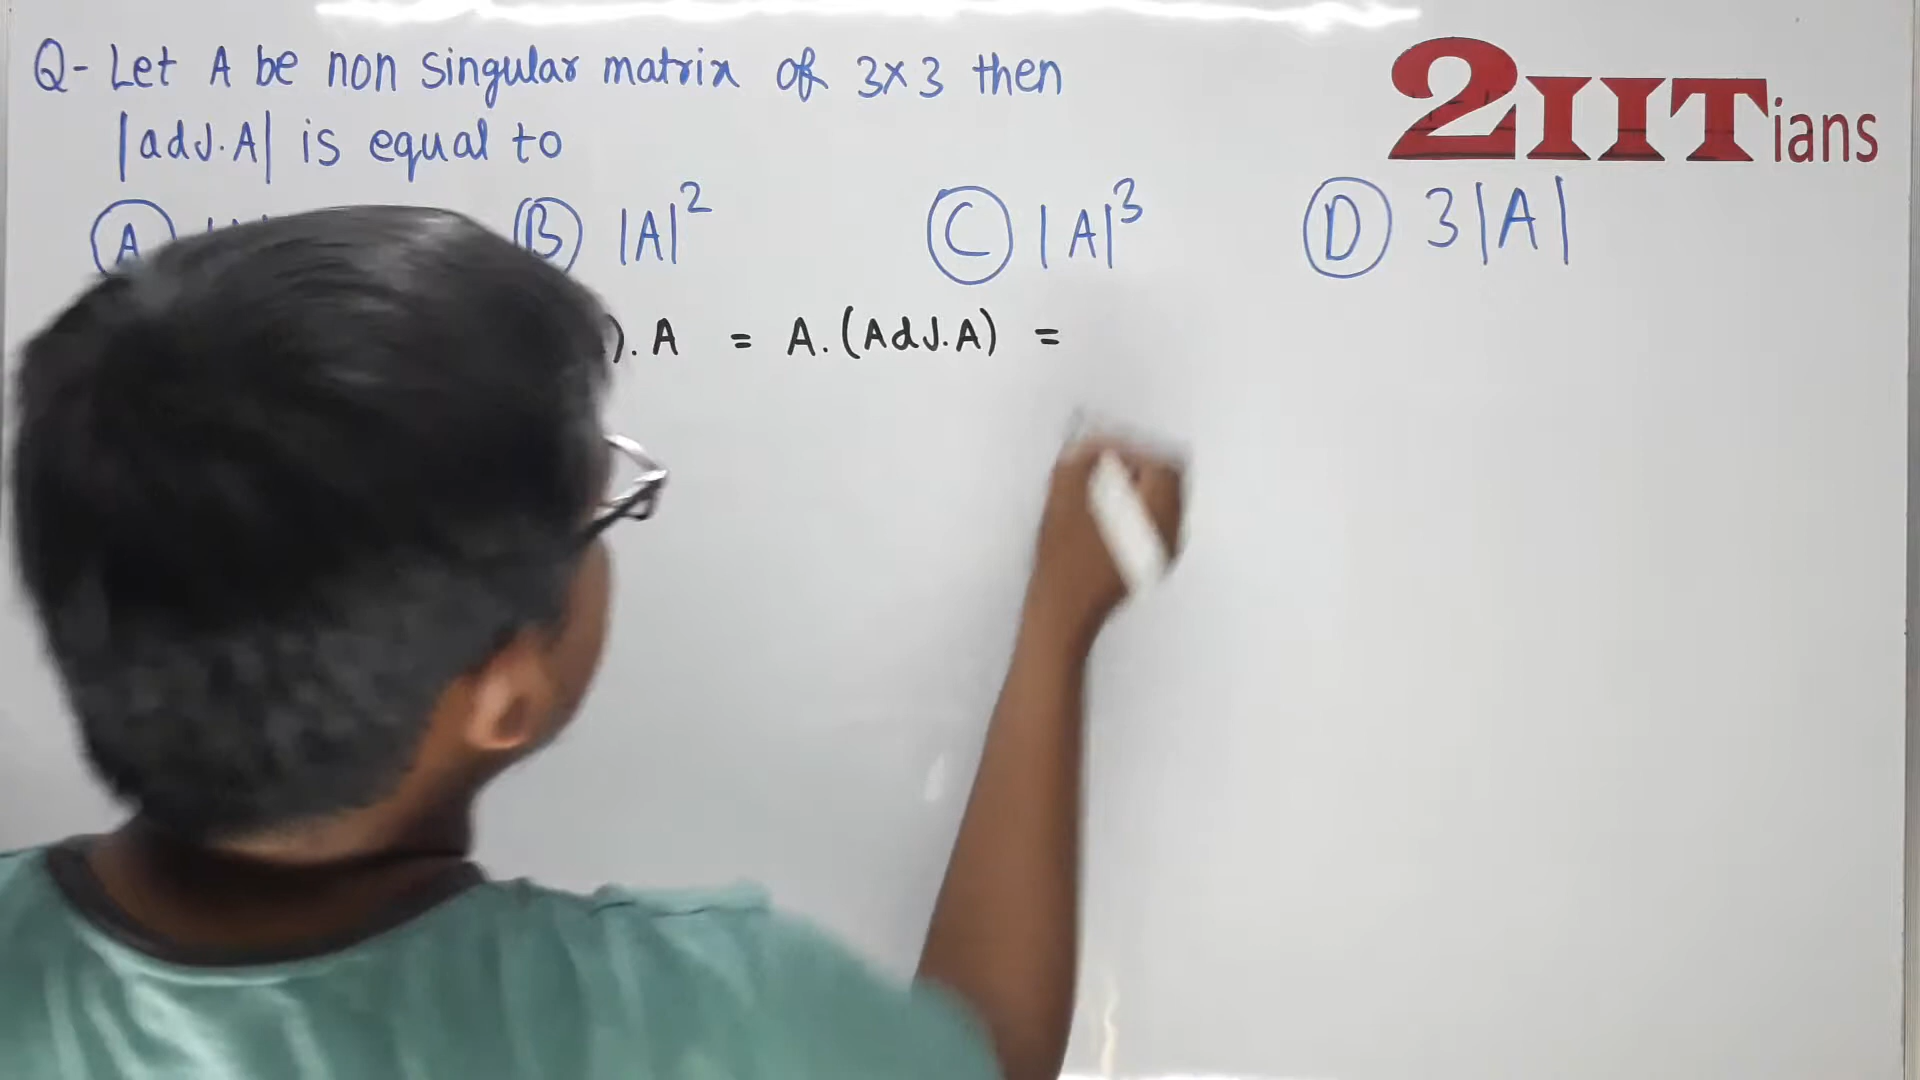 Q- Let A be non singular matrix of 3×3 then
2IITians
|adJ.A| is equal to
A B |A|² C |A|³ D 3|A|
). A = A.(AdJ.A) =